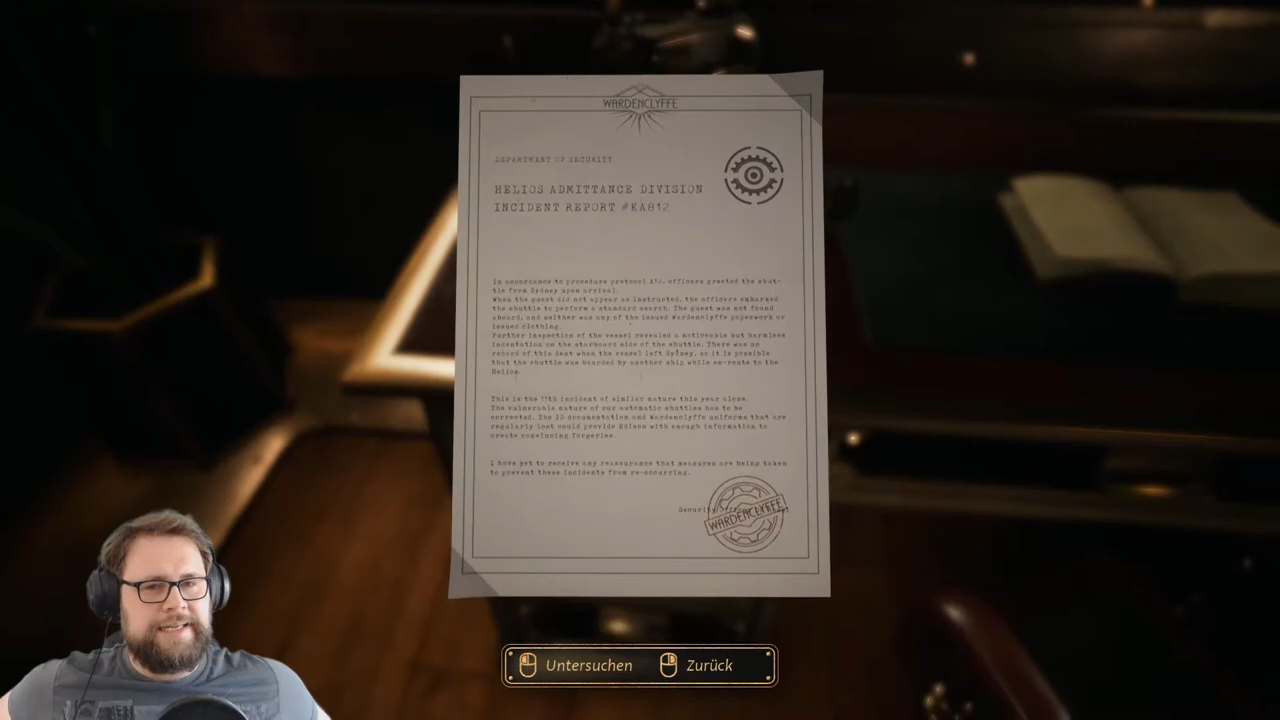 WARDENCLYFFE
DEPARTMENT OF SECURITY
HELIOS ADMITTANCE DIVISION
INCIDENT REPORT #KA812
In accordance to procedure protocol officers greeted the shut-
tle from Sydney upon arrival.
When the guest did not appear as instructed, the officers embarked
the shuttle to perform a standard search. The guest was not found
aboard, and neither was any of the issued Wardenclyffe paperwork or
issued clothing.
Further inspection of the vessel revealed a noticeable but harmless
indentation on the starboard side of the shuttle. There was no
record of this dent when the vessel left Sydney, so it is possible
that the shuttle was boarded by another ship while en-route to the
Helios.
This is the 11th incident of similar nature this year alone.
The vulnerable nature of our automatic shuttles has to be
corrected. The ID documentation and Wardenclyffe uniforms that are
regularly lost could provide Edison with enough information to
create convincing forgeries.
I have yet to receive any reassurance that measures are being taken
to prevent these incidents from re-occurring.
Security
WARDENCLYFFE
Untersuchen
Zurück